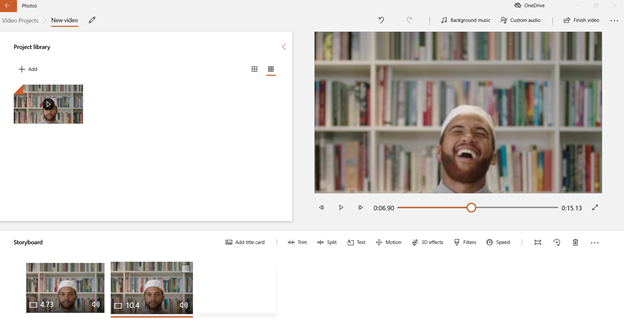 Photos
OneDrive
Video Projects > New video
Background music
Custom audio
Finish video
Project library
+ Add
0:06.90
0:15.13
Storyboard
Add title card
Trim
Split
Text
Motion
3D effects
Filters
Speed
4.73
10.4